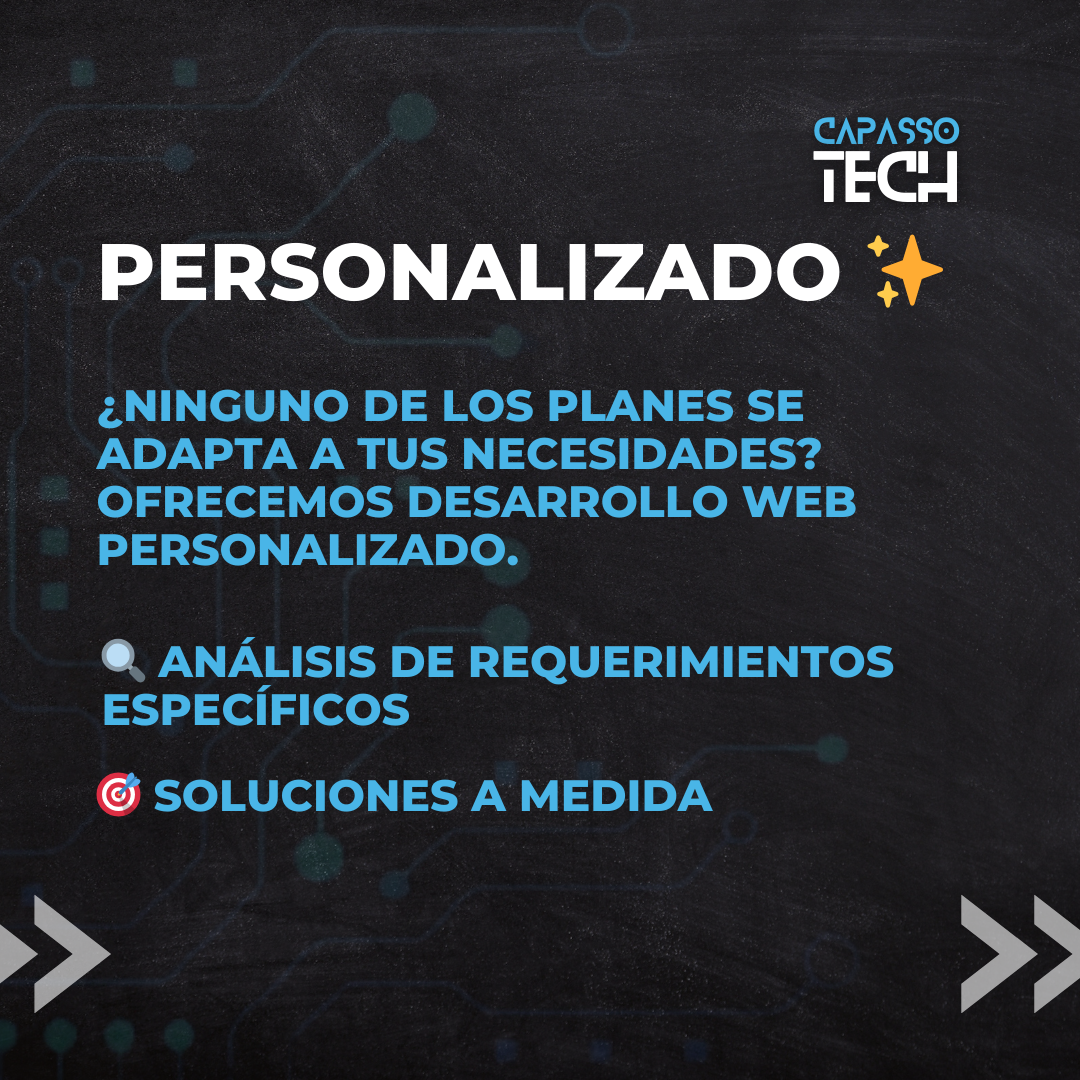 CAPASSO
TECH
PERSONALIZADO ✨
¿NINGUNO DE LOS PLANES SE
ADAPTA A TUS NECESIDADES?
OFRECEMOS DESARROLLO WEB
PERSONALIZADO.
🔍 ANÁLISIS DE REQUERIMIENTOS
ESPECÍFICOS
🎯 SOLUCIONES A MEDIDA